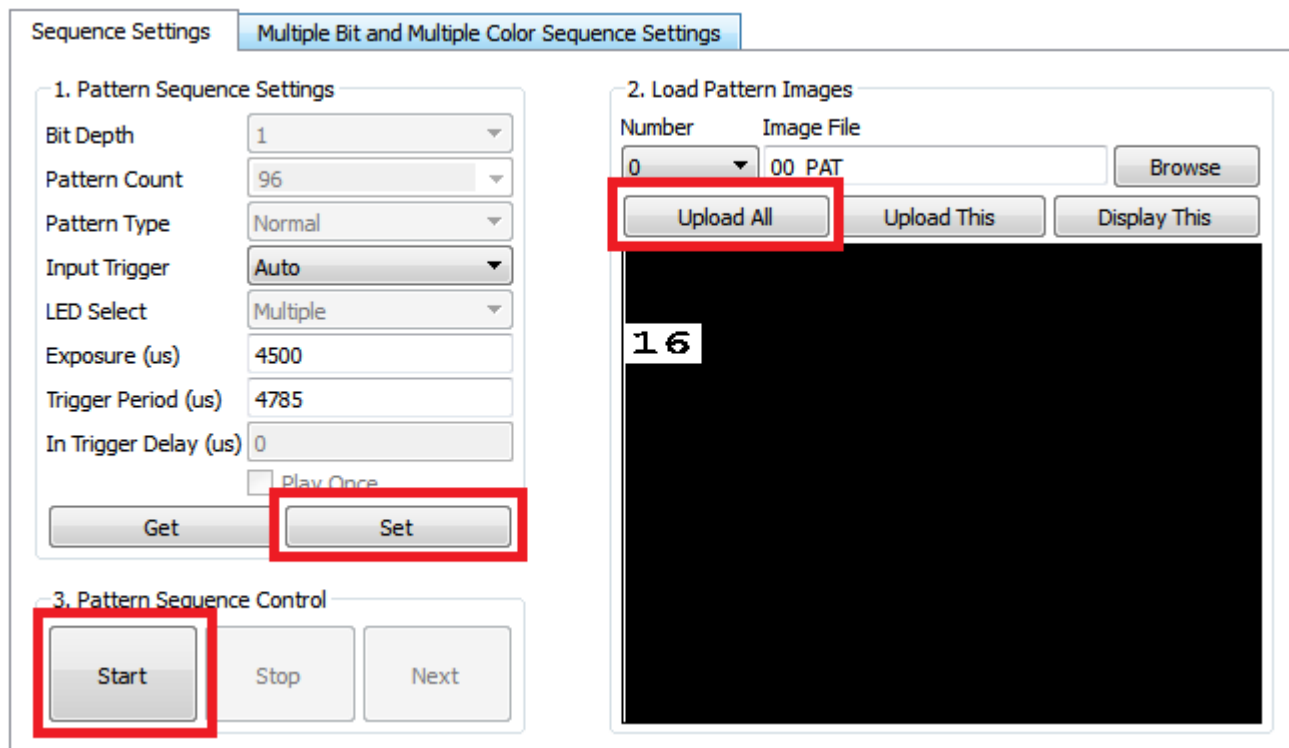 Sequence Settings
Multiple Bit and Multiple Color Sequence Settings
1. Pattern Sequence Settings
Bit Depth 1
Pattern Count 96
Pattern Type Normal
Input Trigger Auto
LED Select Multiple
Exposure (us) 4500
Trigger Period (us) 4785
In Trigger Delay (us) 0
Play Once
Get Set
3. Pattern Sequence Control
Start Stop Next
2. Load Pattern Images
Number Image File
0 00 PAT Browse
Upload All Upload This Display This
16